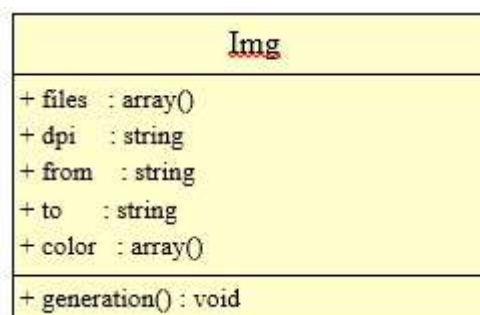 Img
+ files : array()
+ dpi : string
+ from : string
+ to : string
+ color : array()
+ generation() : void